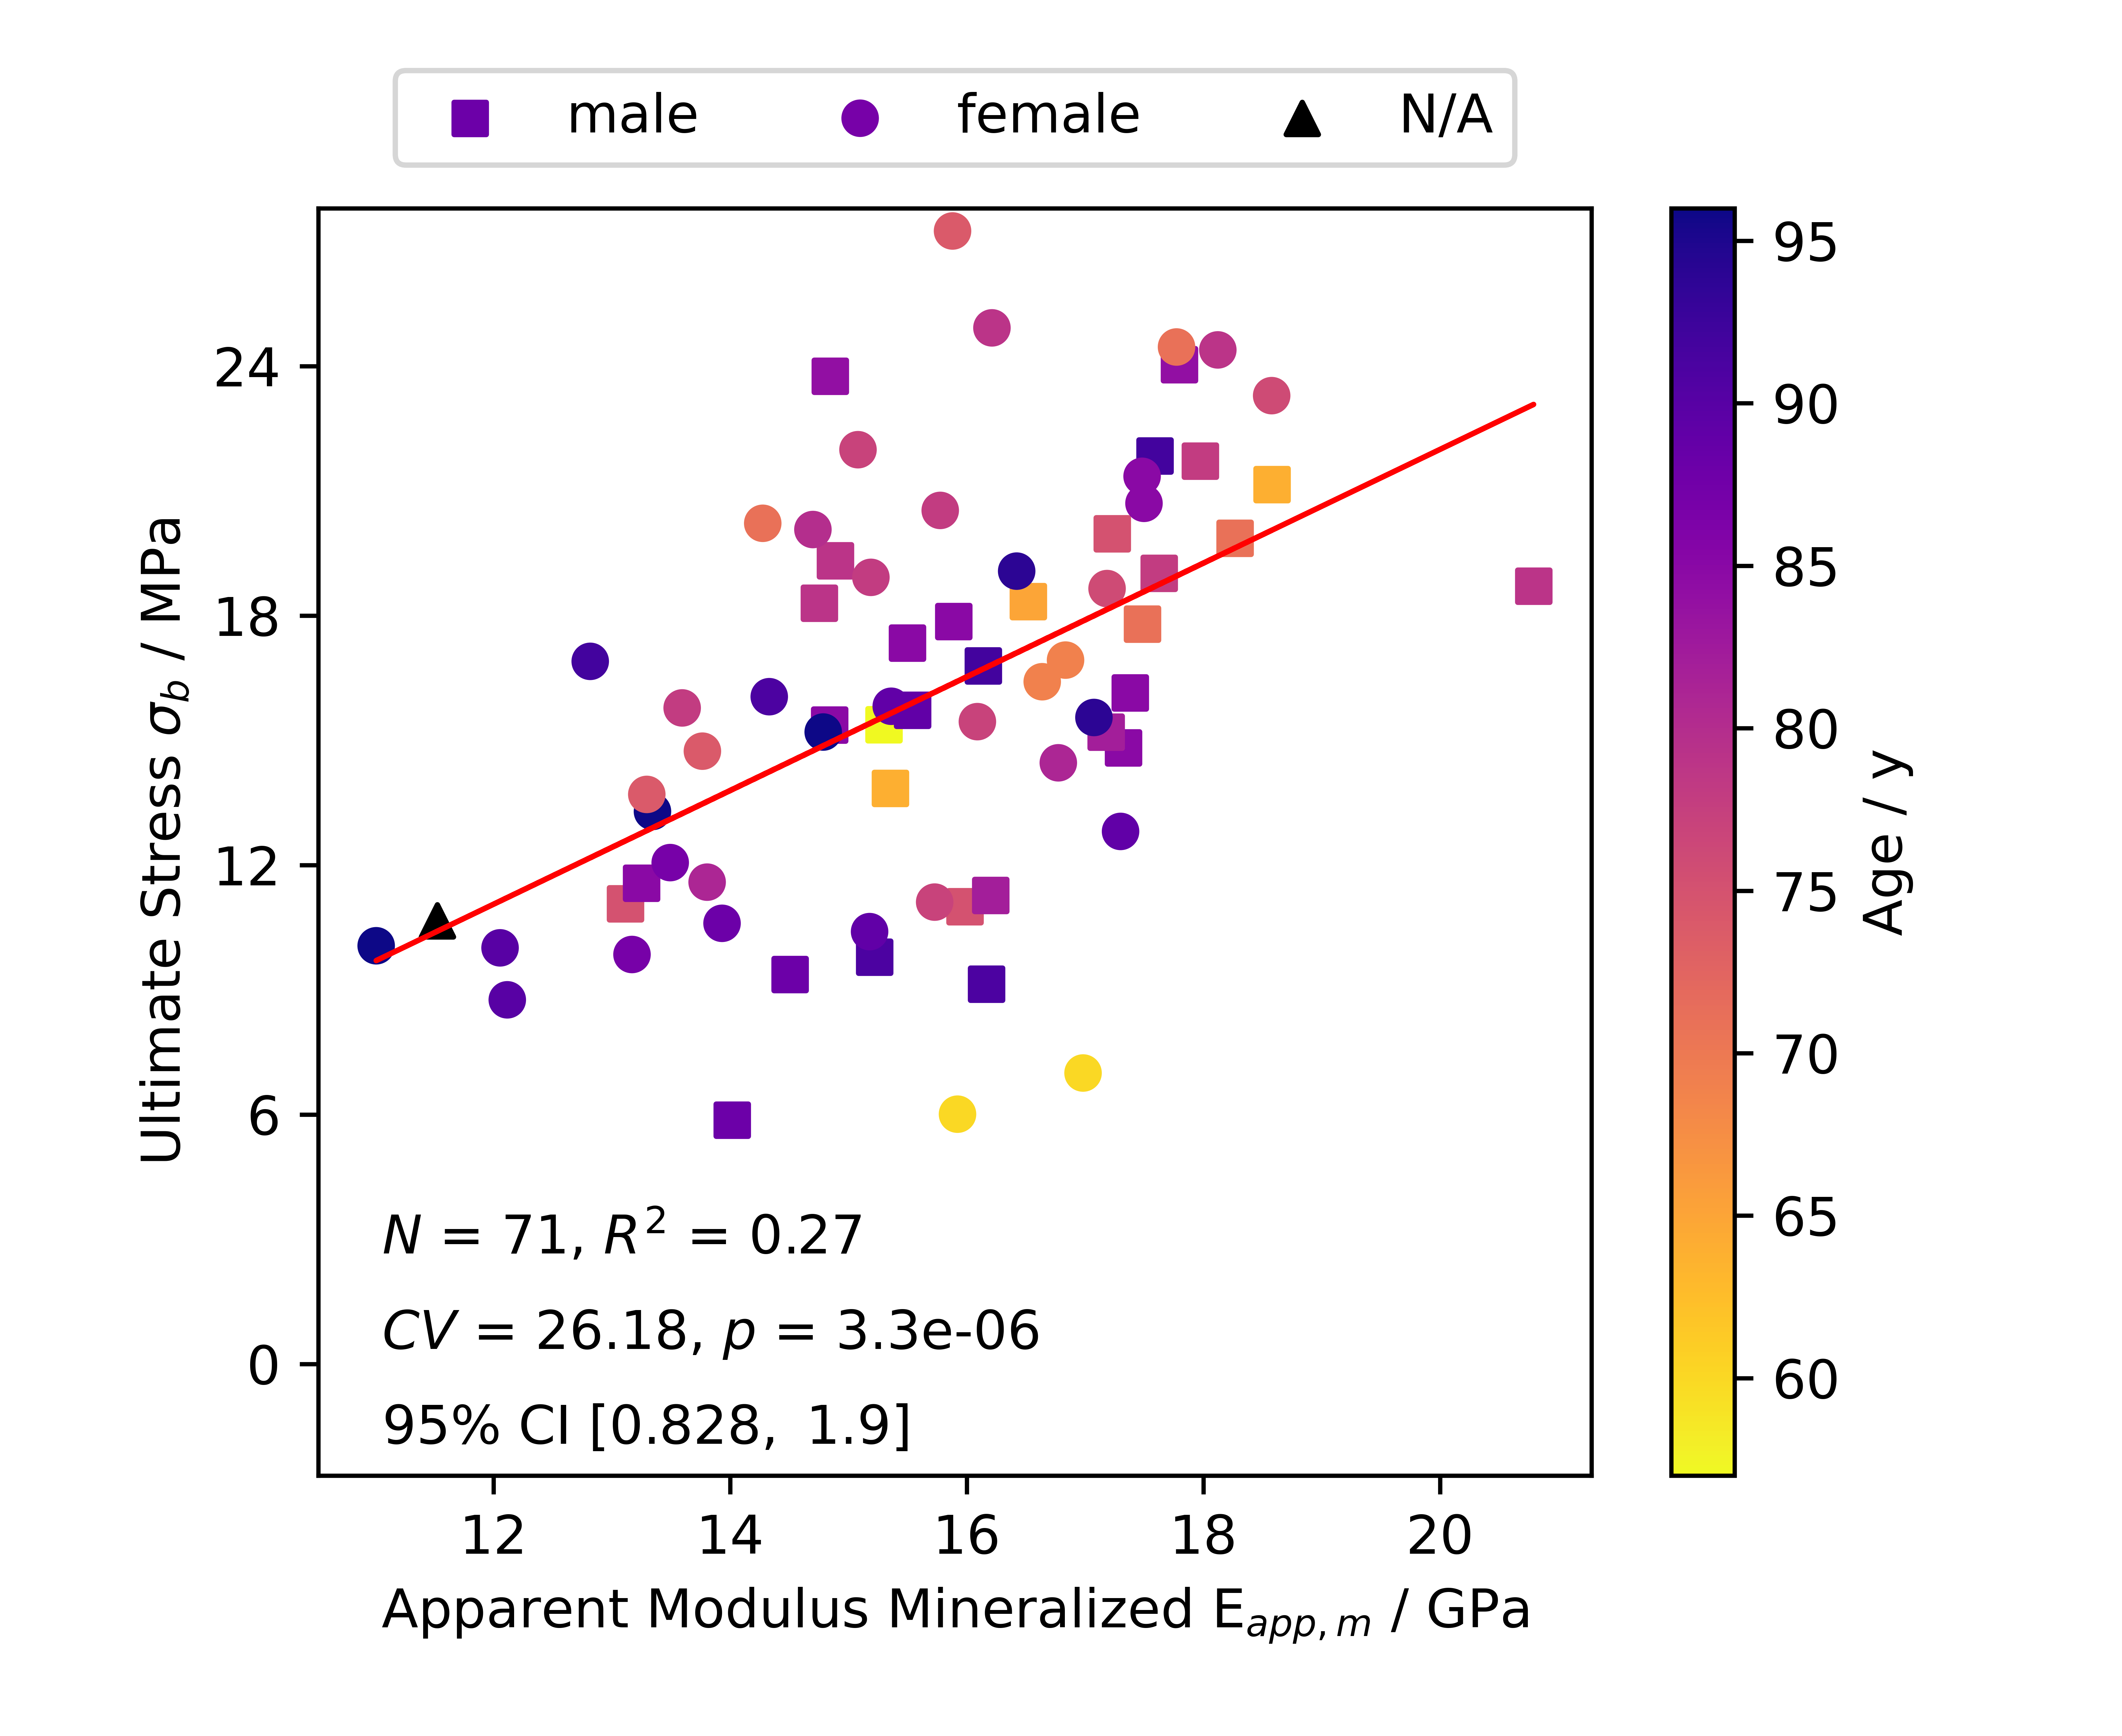 male female N/A
Ultimate Stress σb / MPa
24
18
12
6
0
N = 71, R² = 0.27
CV = 26.18, p = 3.3e-06
95% CI [0.828, 1.9]
12 14 16 18 20
Apparent Modulus Mineralized Eapp, m / GPa
95
90
85
80
75
70
65
60
Age / y